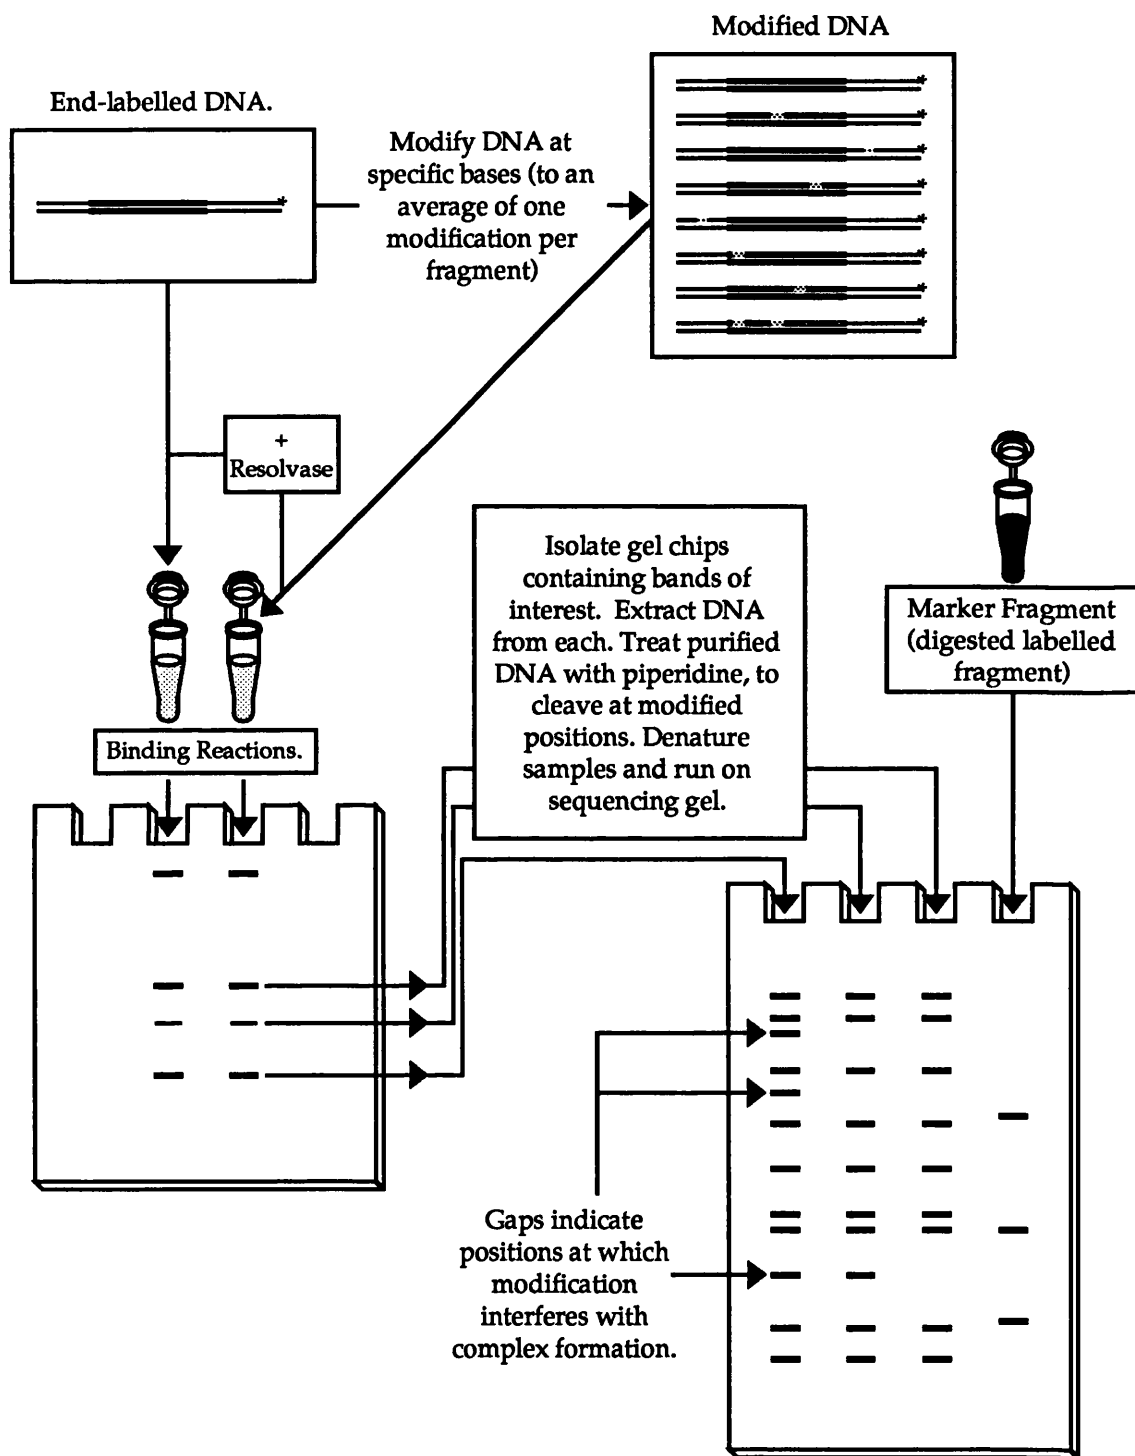 Modified DNA
End-labelled DNA.
Modify DNA at
specific bases (to an
average of one
modification per
fragment)
+
Resolvase
Isolate gel chips
containing bands of
interest. Extract DNA
from each. Treat purified
DNA with piperidine, to
cleave at modified
positions. Denature
samples and run on
sequencing gel.
Marker Fragment
(digested labelled
fragment)
Binding Reactions.
Gaps indicate
positions at which
modification
interferes with
complex formation.